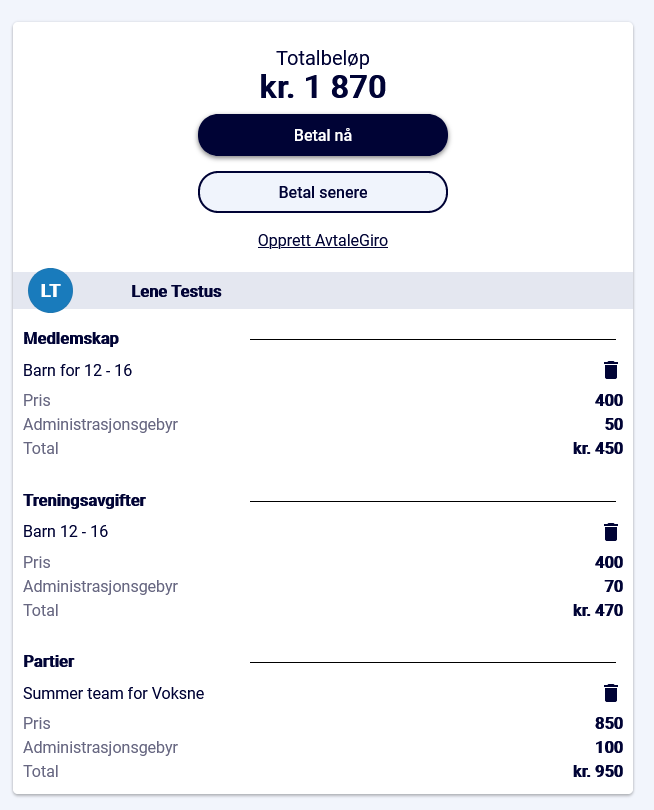 Totalbeløp
kr. 1 870
Betal nå
Betal senere
Opprett AvtaleGiro
LT Lene Testus
Medlemskap
Barn for 12 - 16
Pris 400
Administrasjonsgebyr 50
Total kr. 450
Treningsavgifter
Barn 12 - 16
Pris 400
Administrasjonsgebyr 70
Total kr. 470
Partier
Summer team for Voksne
Pris 850
Administrasjonsgebyr 100
Total kr. 950